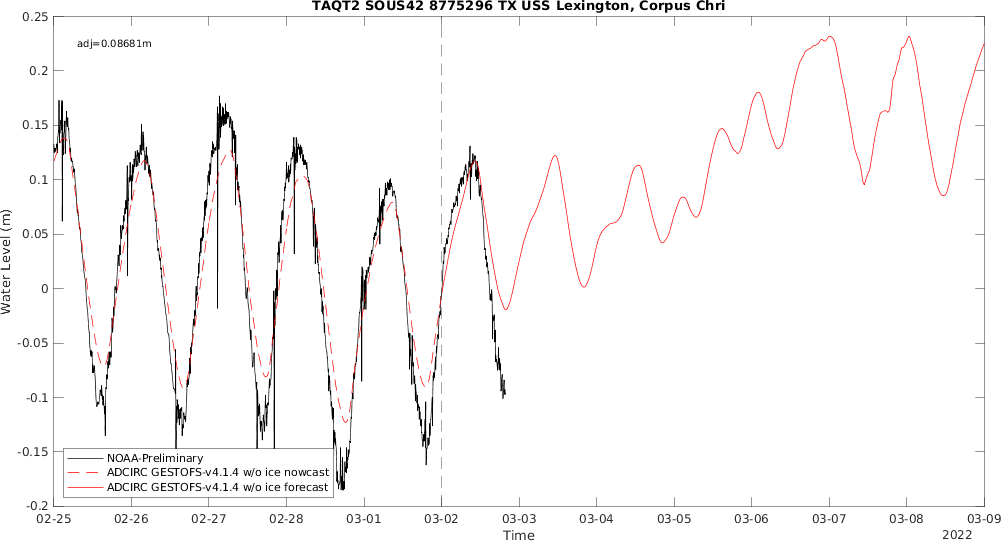 TAQT2 SOUS42 8775296 TX USS Lexington, Corpus Chri
adj=0.08681m
0.25
0.2
0.15
0.1
0.05
0
-0.05
-0.1
-0.15
-0.2
Water Level (m)
NOAA-Preliminary
ADCIRC GESTOFS-v4.1.4 w/o ice nowcast
ADCIRC GESTOFS-v4.1.4 w/o ice forecast
02-25 02-26 02-27 02-28 03-01 03-02 03-03 03-04 03-05 03-06 03-07 03-08 03-09
Time
2022